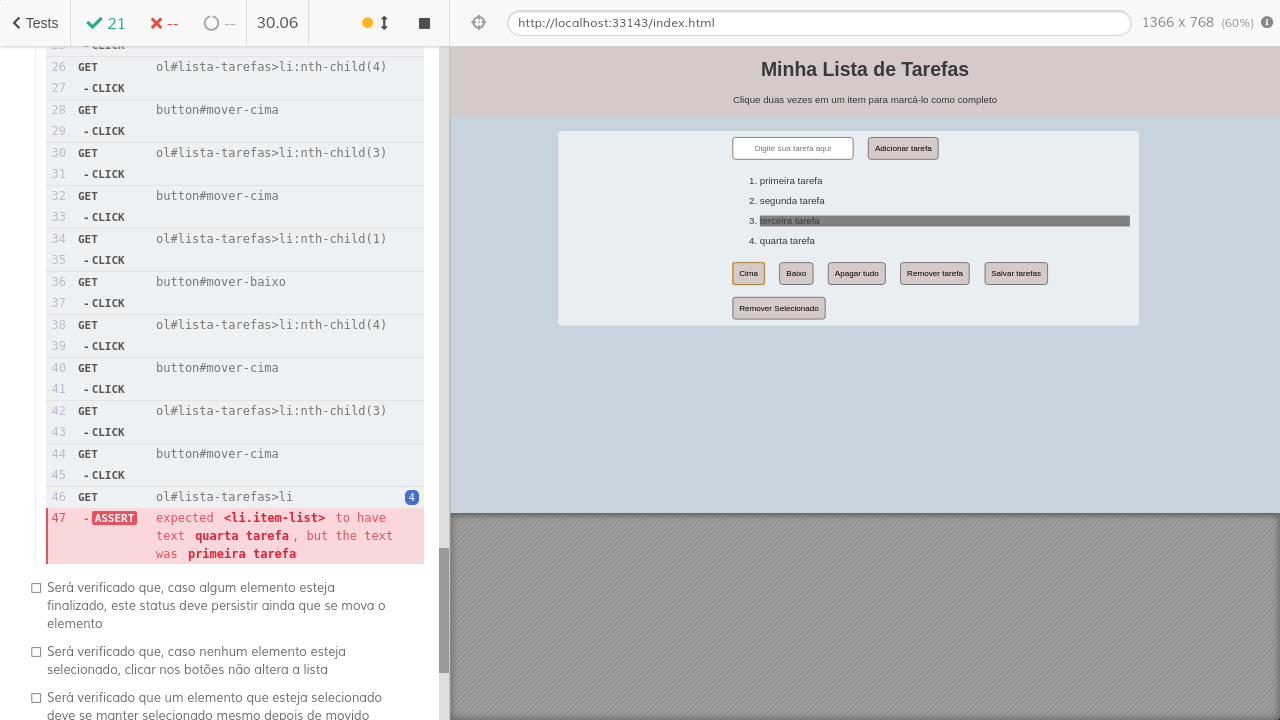 Tests
21
--
--
30.06
http://localhost:33143/index.html
1366 x 768 (60%)
25 - CLICK
26 GET ol#lista-tarefas>li:nth-child(4)
27 - CLICK
28 GET button#mover-cima
29 - CLICK
30 GET ol#lista-tarefas>li:nth-child(3)
31 - CLICK
32 GET button#mover-cima
33 - CLICK
34 GET ol#lista-tarefas>li:nth-child(1)
35 - CLICK
36 GET button#mover-baixo
37 - CLICK
38 GET ol#lista-tarefas>li:nth-child(4)
39 - CLICK
40 GET button#mover-cima
41 - CLICK
42 GET ol#lista-tarefas>li:nth-child(3)
43 - CLICK
44 GET button#mover-cima
45 - CLICK
46 GET ol#lista-tarefas>li 4
47 - ASSERT expected <li.item-list> to have
text quarta tarefa, but the text
was primeira tarefa
Será verificado que, caso algum elemento esteja
finalizado, este status deve persistir ainda que se mova o
elemento
Será verificado que, caso nenhum elemento esteja
selecionado, clicar nos botões não altera a lista
Será verificado que um elemento que esteja selecionado
deve se manter selecionado mesmo depois de movido
Minha Lista de Tarefas
Clique duas vezes em um item para marcá-lo como completo
Digite sua tarefa aqui
Adicionar tarefa
1. primeira tarefa
2. segunda tarefa
3. terceira tarefa
4. quarta tarefa
Cima
Baixo
Apagar tudo
Remover tarefa
Salvar tarefas
Remover Selecionado